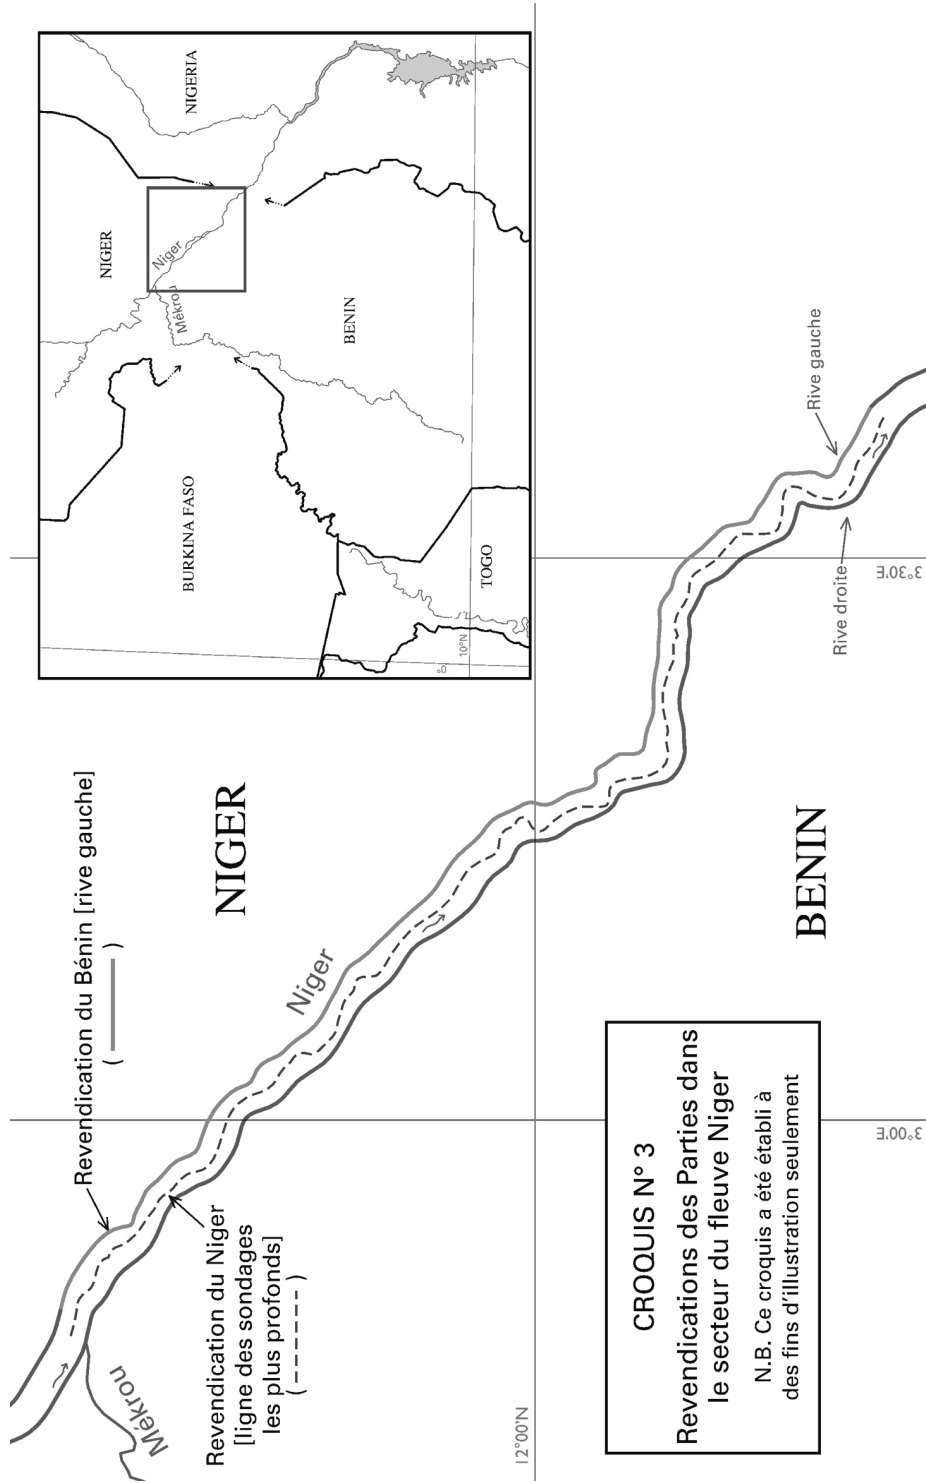 NIGERIA
NIGER
Niger
Mékrou
BENIN
BURKINA FASO
TOGO
10°N
0°
Revendication du Bénin [rive gauche]
( )
NIGER
Niger
Revendication du Niger
[ligne des sondages
les plus profonds]
( )
Mékrou
12°00'N
BENIN
Rive gauche
Rive droite
3°30'E
3°00'E
CROQUIS N° 3
Revendications des Parties dans
le secteur du fleuve Niger
N.B. Ce croquis a été établi à
des fins d'illustration seulement